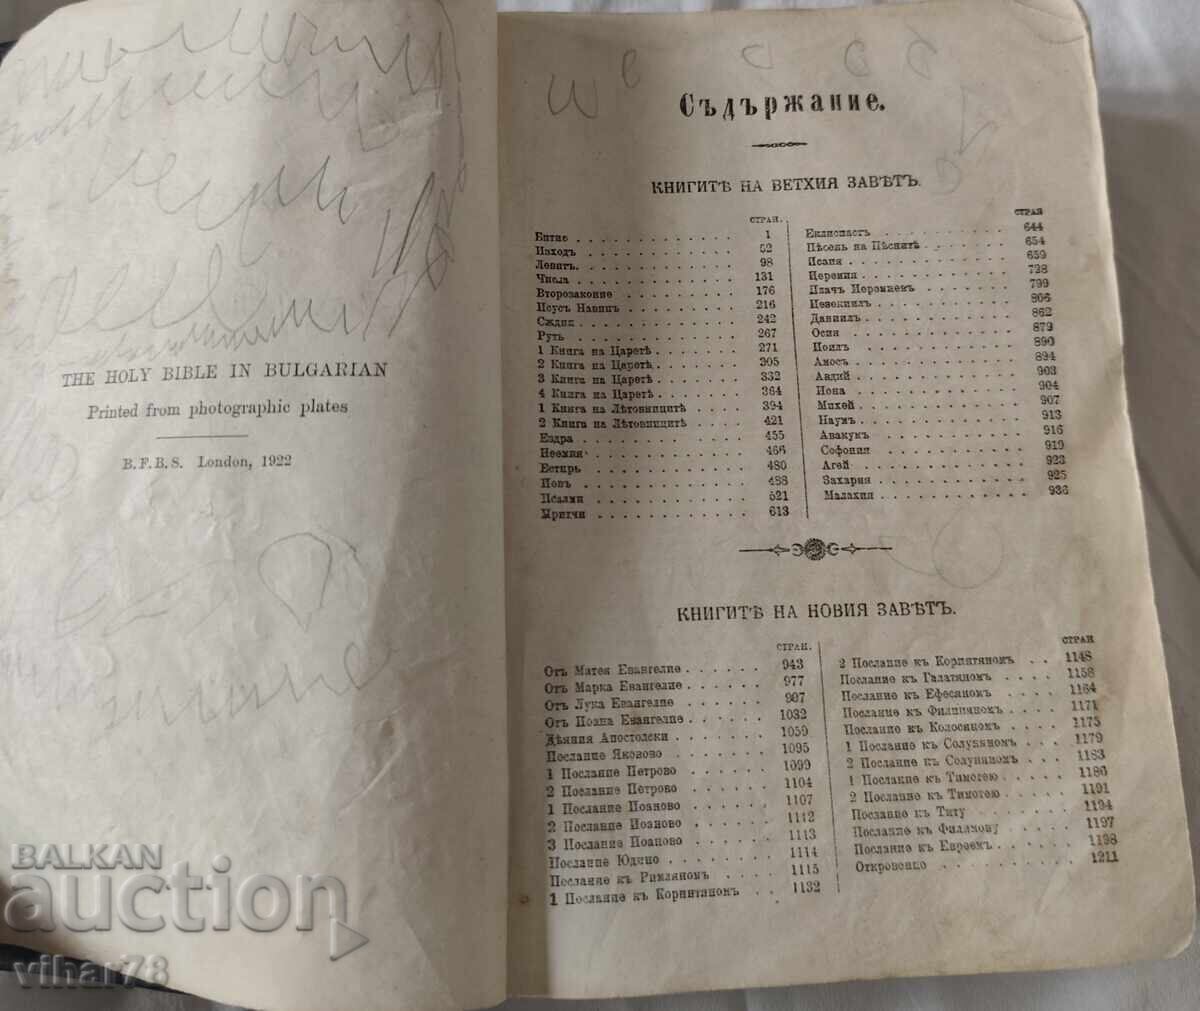 THE HOLY BIBLE IN BULGARIAN
Printed from photographic plates
B.F.B.S. London, 1922
Съдържание.
КНИГИТѢ НА ВЕТХИЯ ЗАВѢТЪ.
СТРАН.
Битие 1
Изходъ 52
Левитъ 98
Числа 131
Второзаконие 176
Исусъ Навинъ 216
Сѫдии 242
Руть 267
1 Книга на Царетѣ 271
2 Книга на Царетѣ 305
3 Книга на Царетѣ 332
4 Книга на Царетѣ 364
1 Книга на Лѣтописитѣ 394
2 Книга на Лѣтописитѣ 421
Ездра 455
Неемия 466
Естирь 480
Иовъ 488
Псалми 521
Притчи 613
СТРАН
Еклисиастъ 644
Пѣсень на Пѣснитѣ 654
Исаия 659
Иеремия 728
Плачъ Иеремиевъ 799
Иезекиилъ 806
Даниилъ 862
Осия 879
Иоилъ 890
Амосъ 894
Авдий 903
Иона 904
Михей 907
Наумъ 913
Авакумъ 916
Софония 919
Агей 923
Захария 925
Малахия 936
КНИГИТѢ НА НОВИЯ ЗАВѢТЪ.
СТРАН.
Отъ Матея Евангелие 943
Отъ Марка Евангелие 977
Отъ Лука Евангелие 997
Отъ Иоана Евангелие 1032
Дѣяния Апостолски 1059
Послание Яковово 1095
1 Послание Петрово 1099
2 Послание Петрово 1104
1 Послание Иоаново 1107
2 Послание Иоаново 1112
3 Послание Иоаново 1113
Послание Юдино 1114
Послание къ Римляномъ 1115
1 Послание къ Коринтяномъ 1132
СТРАН
2 Послание къ Коринтяномъ 1148
Послание къ Галатяномъ 1158
Послание къ Ефесяномъ 1164
Послание къ Филипяномъ 1171
Послание къ Колосяномъ 1175
1 Послание къ Солуняномъ 1179
2 Послание къ Солуняномъ 1183
1 Послание къ Тимотею 1186
2 Послание къ Тимотею 1191
Послание къ Титу 1194
Послание къ Филимону 1197
Послание къ Евреемъ 1198
Откровение 1211
BALKAN
auction
vihar78